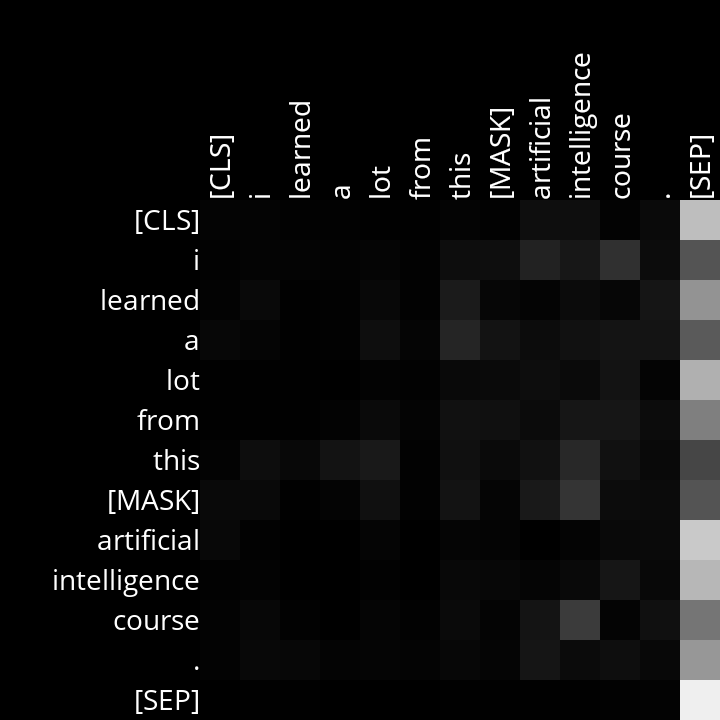 [CLS]
i
learned
a
lot
from
this
[MASK]
artificial
intelligence
course
.
[SEP]
[CLS]
i
learned
a
lot
from
this
[MASK]
artificial
intelligence
course
.
[SEP]